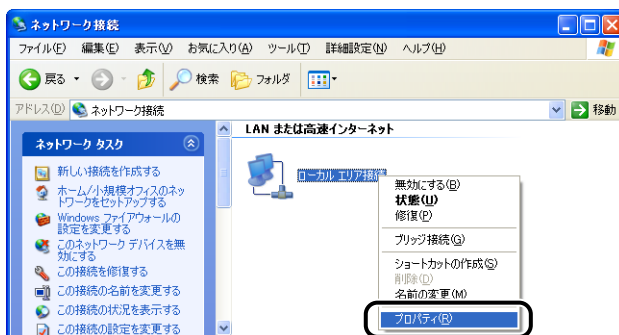 ネットワーク接続
ファイル(F) 編集(E) 表示(V) お気に入り(A) ツール(T) 詳細設定(N) ヘルプ(H)
戻る 検索 フォルダ
アドレス(D) ネットワーク接続 移動
ネットワーク タスク
新しい接続を作成する
ホーム/小規模オフィスのネッ
トワークをセットアップする
Windows ファイアウォールの
設定を変更する
このネットワーク デバイスを無
効にする
この接続を修復する
この接続の名前を変更する
この接続の状況を表示する
この接続の設定を変更する
LAN または高速インターネット
ローカル エリア接続
無効にする(B)
状態(U)
修復(P)
ブリッジ接続(G)
ショートカットの作成(S)
削除(D)
名前の変更(M)
プロパティ(R)